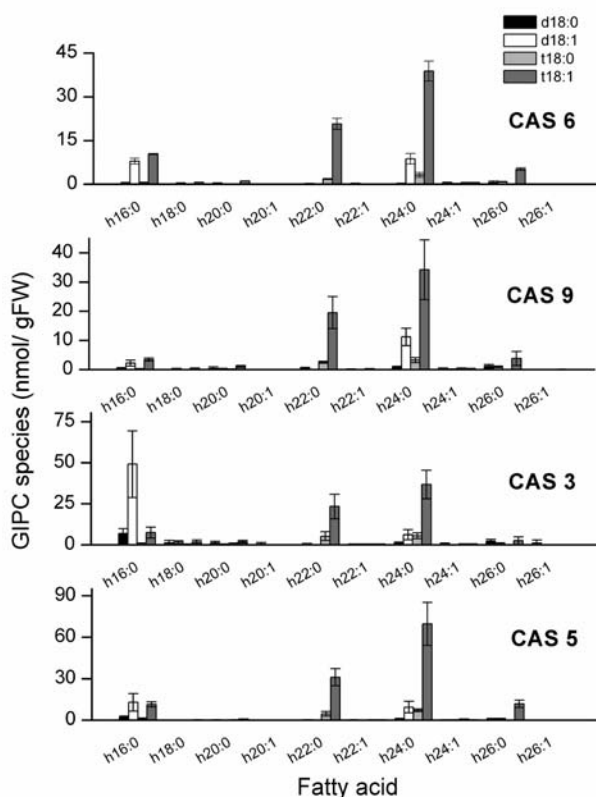 d18:0
d18:1
t18:0
t18:1
GIPC species (nmol/ gFW)
45
30
15
0
CAS 6
h16:0 h18:0 h20:0 h20:1 h22:0 h22:1 h24:0 h24:1 h26:0 h26:1
40
30
20
10
0
CAS 9
h16:0 h18:0 h20:0 h20:1 h22:0 h22:1 h24:0 h24:1 h26:0 h26:1
75
50
25
0
CAS 3
h16:0 h18:0 h20:0 h20:1 h22:0 h22:1 h24:0 h24:1 h26:0 h26:1
90
60
30
0
CAS 5
h16:0 h18:0 h20:0 h20:1 h22:0 h22:1 h24:0 h24:1 h26:0 h26:1
Fatty acid